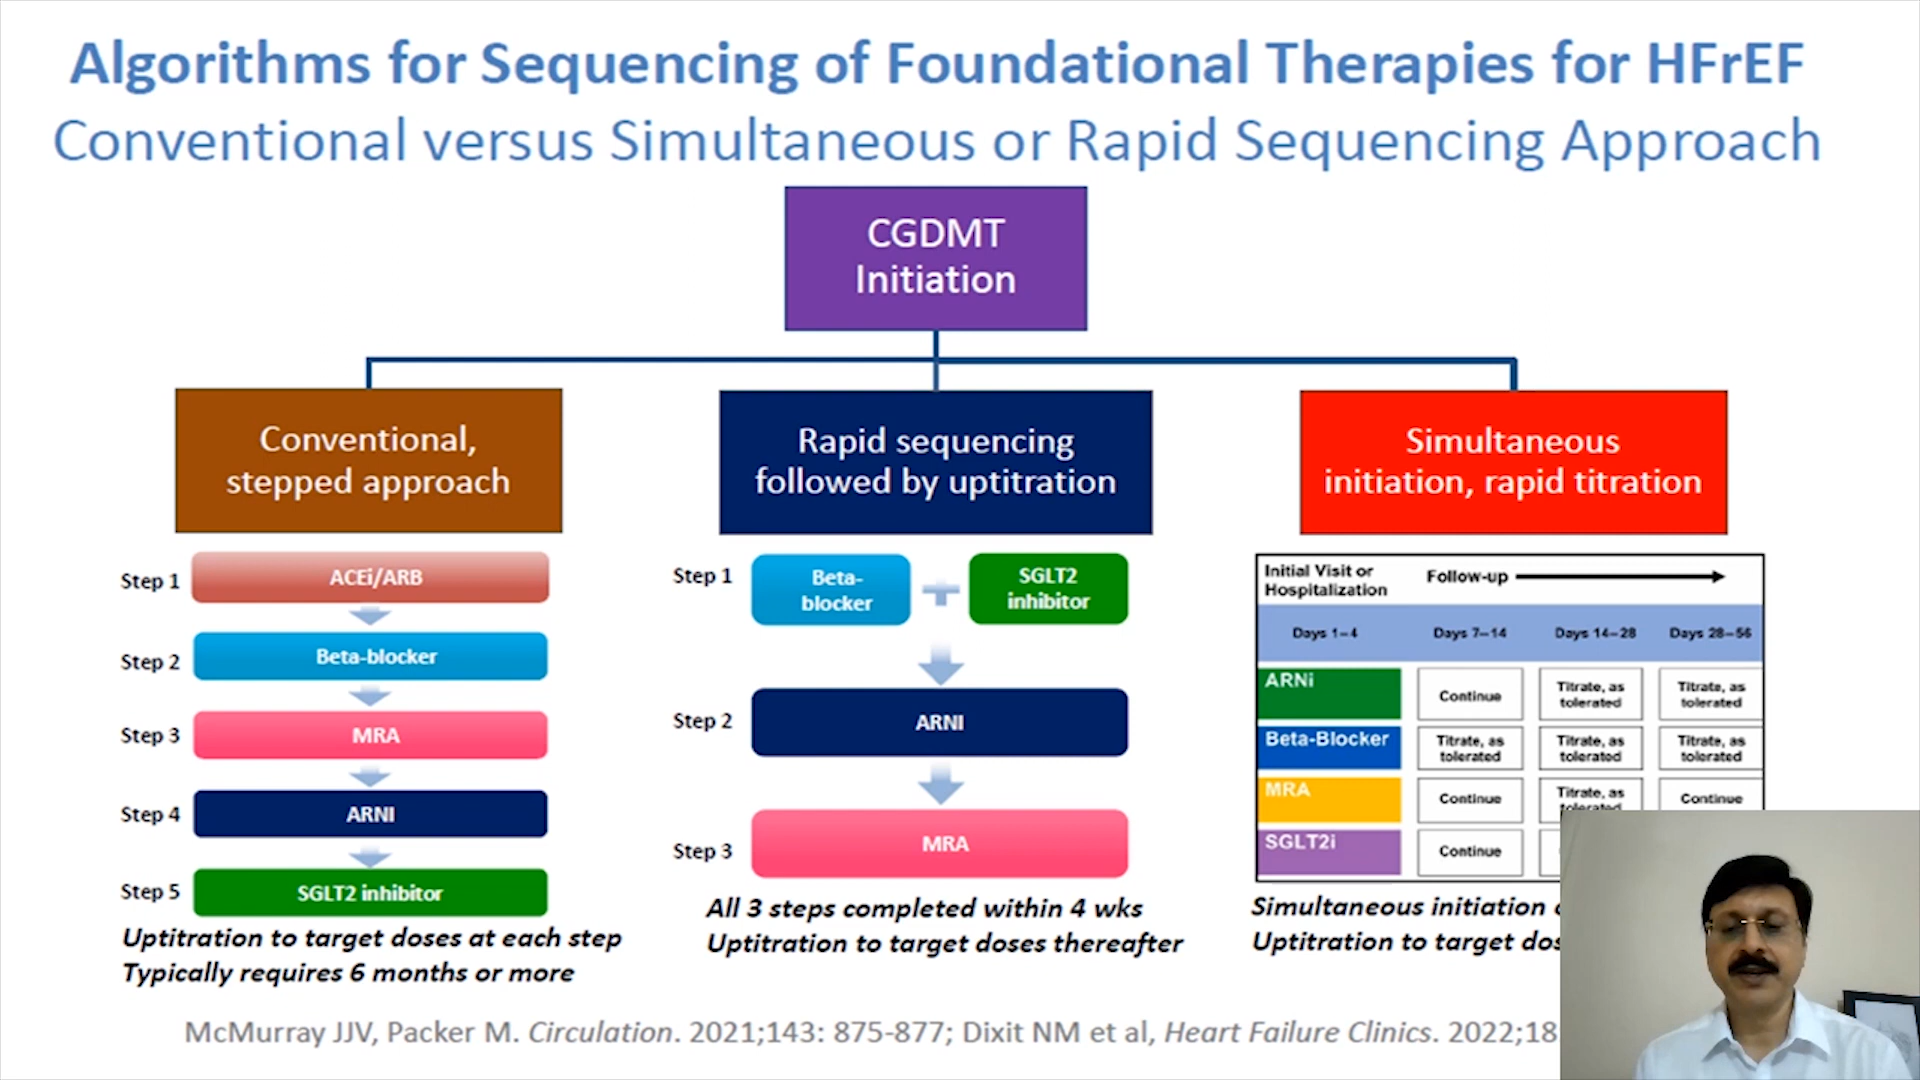 Algorithms for Sequencing of Foundational Therapies for HFrEF
Conventional versus Simultaneous or Rapid Sequencing Approach
CGDMT
Initiation
Conventional,
stepped approach
Step 1
ACEi/ARB
Step 2
Beta-blocker
Step 3
MRA
Step 4
ARNI
Step 5
SGLT2 inhibitor
Uptitration to target doses at each step
Typically requires 6 months or more
Rapid sequencing
followed by uptitration
Step 1
Beta-
blocker
SGLT2
inhibitor
Step 2
ARNI
Step 3
MRA
All 3 steps completed within 4 wks
Uptitration to target doses thereafter
Simultaneous
initiation, rapid titration
Initial Visit or
Hospitalization
Follow-up
Days 1–4 Days 7–14 Days 14–28 Days 28–56
ARNi
Continue
Titrate, as
tolerated
Titrate, as
tolerated
Beta-Blocker
Titrate, as
tolerated
Titrate, as
tolerated
Titrate, as
tolerated
MRA
Continue
Titrate, as
tolerated
Continue
SGLT2i
Continue
Simultaneous initiation
Uptitration to target
McMurray JJV, Packer M. Circulation. 2021;143: 875-877; Dixit NM et al, Heart Failure Clinics. 2022;18